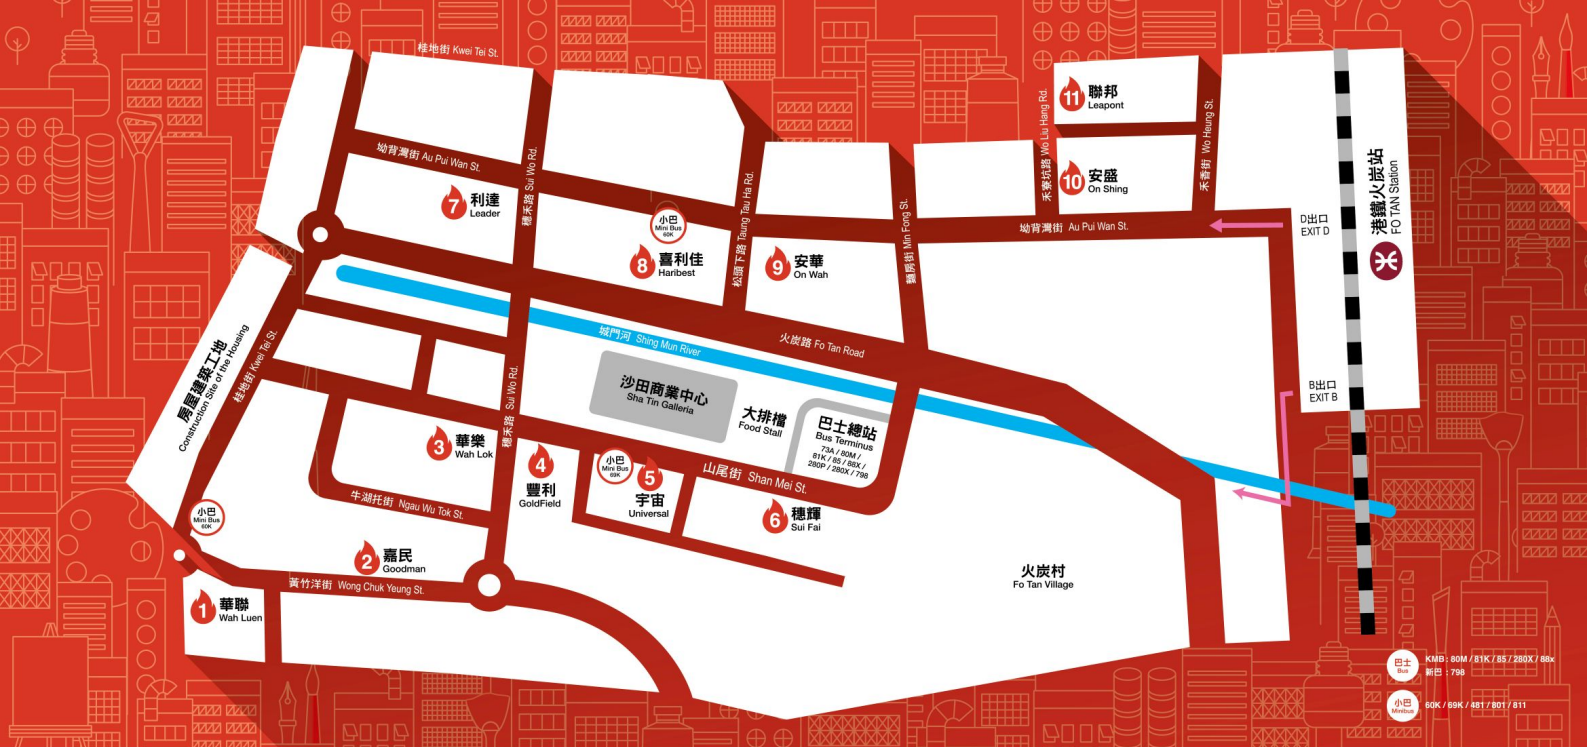 桂地街 Kwei Tei St.
坳背灣街 Au Pui Wan St.
穗禾路 Sui Wo Rd.
7
利達
Leader
小巴
Mini Bus
60K
8
喜利佳
Haribest
松頭下路 Taung Tau Ha Rd.
9
安華
On Wah
麗房街 Min Fong St.
禾寮坑路 Wo Liu Hang Rd.
11
聯邦
Leapont
10
安盛
On Shing
禾香街 Wo Heung St.
坳背灣街 Au Pui Wan St.
D出口
EXIT D
港鐵火炭站
FO TAN Station
B出口
EXIT B
城門河 Shing Mun River
火炭路 Fo Tan Road
房屋建築工地
Construction Site of the Housing
桂地街 Kwei Tei St.
穗禾路 Sui Wo Rd.
沙田商業中心
Sha Tin Galleria
大排檔
Food Stall
巴士總站
Bus Terminus
73A / 80M /
81K / 85 / 88X /
280P / 280X / 798
3
華樂
Wah Lok
4
豐利
GoldField
小巴
Mini Bus
69K
5
宇宙
Universal
山尾街 Shan Mei St.
6
穗輝
Sui Fai
牛湖托街 Ngau Wu Tok St.
小巴
Mini Bus
60K
2
嘉民
Goodman
黃竹洋街 Wong Chuk Yeung St.
1
華聯
Wah Luen
火炭村
Fo Tan Village
巴士
Bus
KMB : 80M / 81K / 85 / 280X / 88x
新巴 : 798
小巴
Minibus
60K / 69K / 481 / 801 / 811